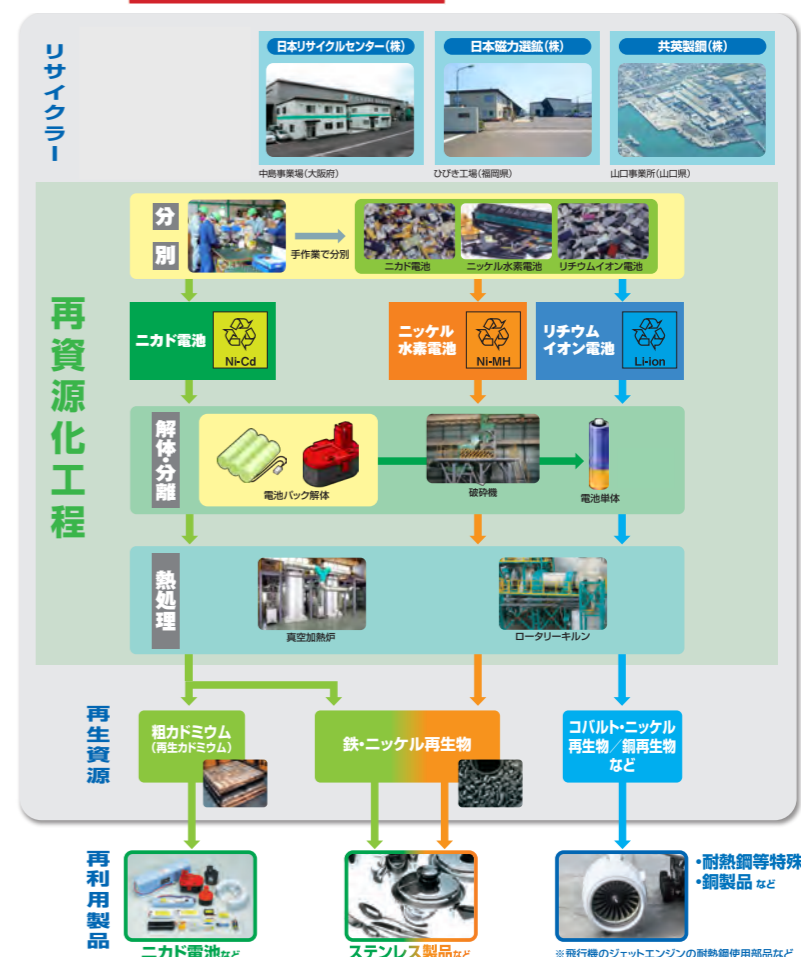 リサイクラー
日本リサイクルセンター(株)
日本磁力選鉱(株)
共英製鋼(株)
中島事業場(大阪府)
ひびき工場(福岡県)
山口事業所(山口県)
再資源化工程
分別
手作業で分別
ニカド電池
ニッケル水素電池
リチウムイオン電池
ニカド電池
Ni-Cd
ニッケル
水素電池
Ni-MH
リチウム
イオン電池
Li-ion
解体・分離
電池パック解体
破砕機
電池単体
熱処理
真空加熱炉
ロータリーキルン
再生資源
粗カドミウム
(再生カドミウム)
鉄・ニッケル再生物
コバルト・ニッケル
再生物/銅再生物
など
再利用製品
ニカド電池など
ステンレス製品など
・耐熱鋼等特殊
・銅製品 など
※飛行機のジェットエンジンの耐熱鋼使用部品など